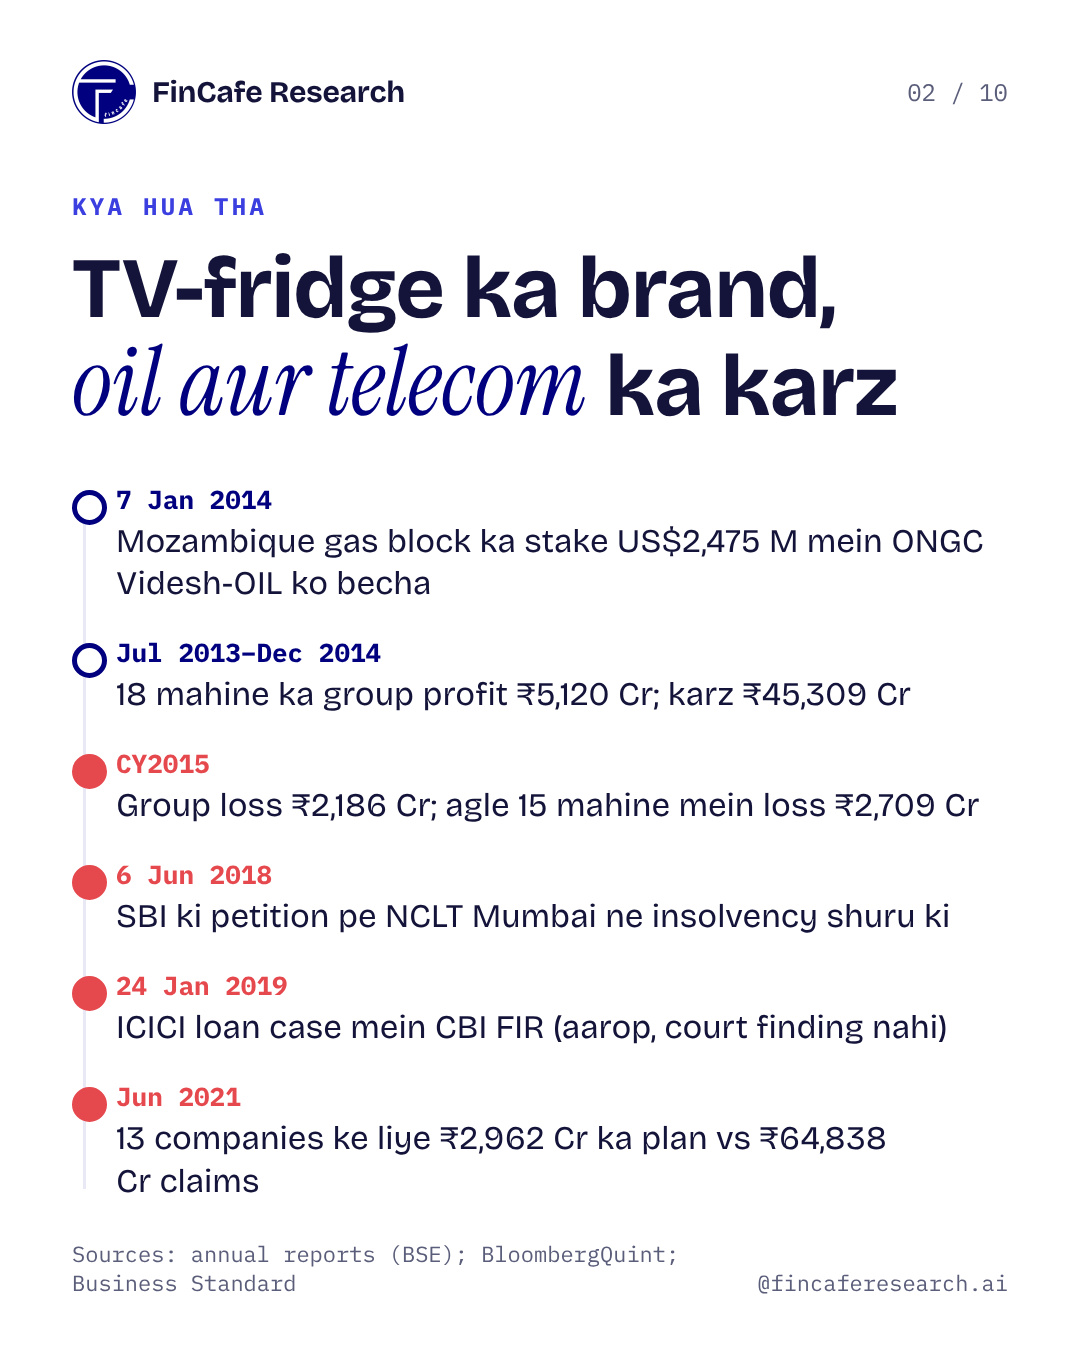 FinCafe Research
02 / 10
KYA HUA THA
TV-fridge ka brand,
oil aur telecom ka karz
7 Jan 2014
Mozambique gas block ka stake US$2,475 M mein ONGC
Videsh-OIL ko becha
Jul 2013–Dec 2014
18 mahine ka group profit ₹5,120 Cr; karz ₹45,309 Cr
CY2015
Group loss ₹2,186 Cr; agle 15 mahine mein loss ₹2,709 Cr
6 Jun 2018
SBI ki petition pe NCLT Mumbai ne insolvency shuru ki
24 Jan 2019
ICICI loan case mein CBI FIR (aarop, court finding nahi)
Jun 2021
13 companies ke liye ₹2,962 Cr ka plan vs ₹64,838
Cr claims
Sources: annual reports (BSE); BloombergQuint;
Business Standard
@fincaferesearch.ai